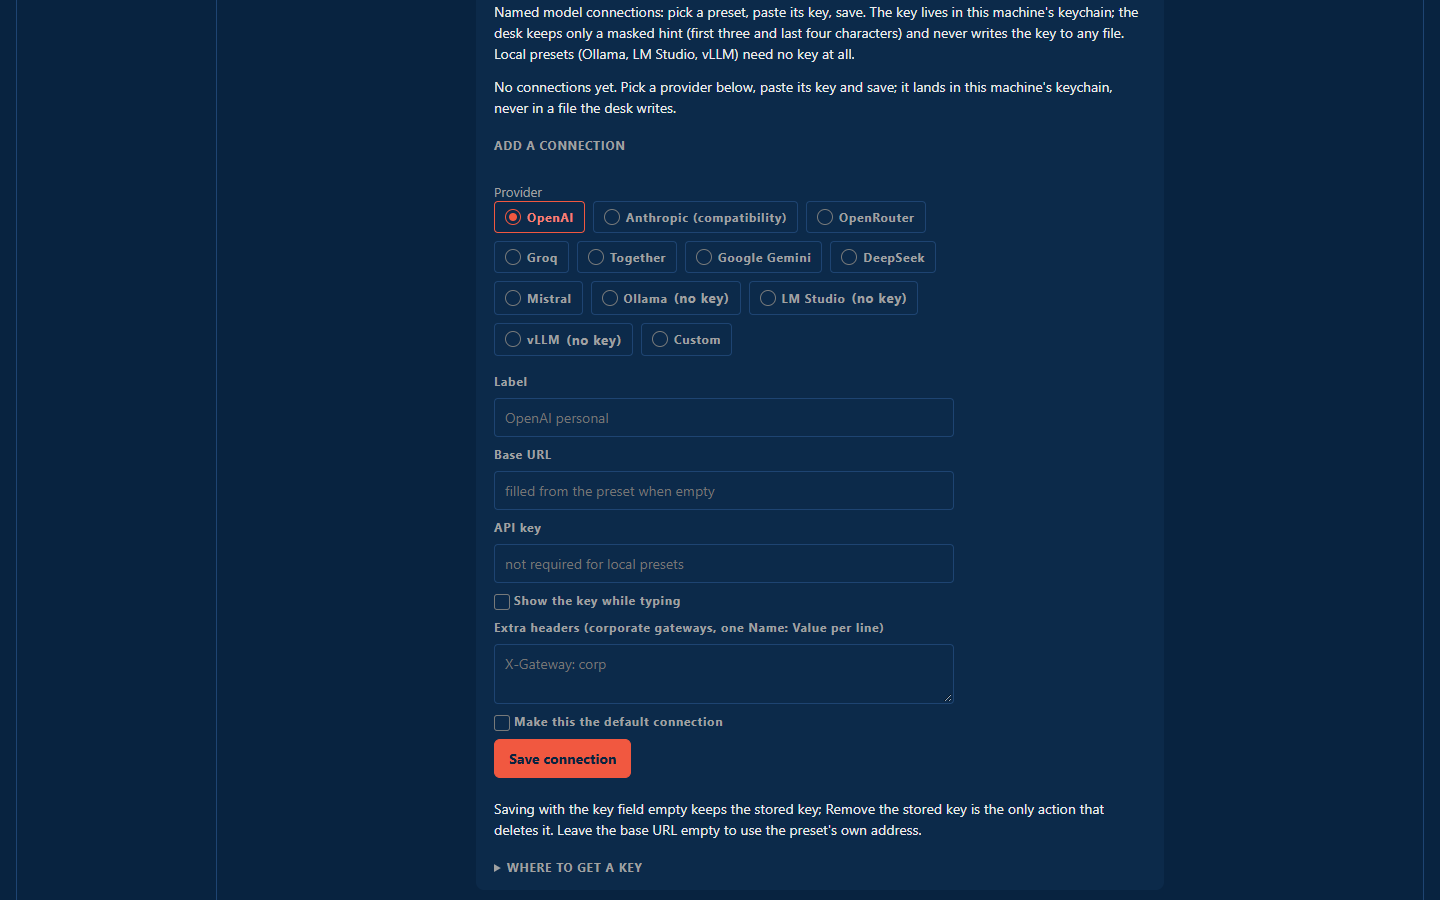 Named model connections: pick a preset, paste its key, save. The key lives in this machine's keychain; the
desk keeps only a masked hint (first three and last four characters) and never writes the key to any file.
Local presets (Ollama, LM Studio, vLLM) need no key at all.
No connections yet. Pick a provider below, paste its key and save; it lands in this machine's keychain,
never in a file the desk writes.
ADD A CONNECTION
Provider
OpenAI Anthropic (compatibility) OpenRouter
Groq Together Google Gemini DeepSeek
Mistral Ollama (no key) LM Studio (no key)
vLLM (no key) Custom
Label
OpenAI personal
Base URL
filled from the preset when empty
API key
not required for local presets
Show the key while typing
Extra headers (corporate gateways, one Name: Value per line)
X-Gateway: corp
Make this the default connection
Save connection
Saving with the key field empty keeps the stored key; Remove the stored key is the only action that
deletes it. Leave the base URL empty to use the preset's own address.
WHERE TO GET A KEY